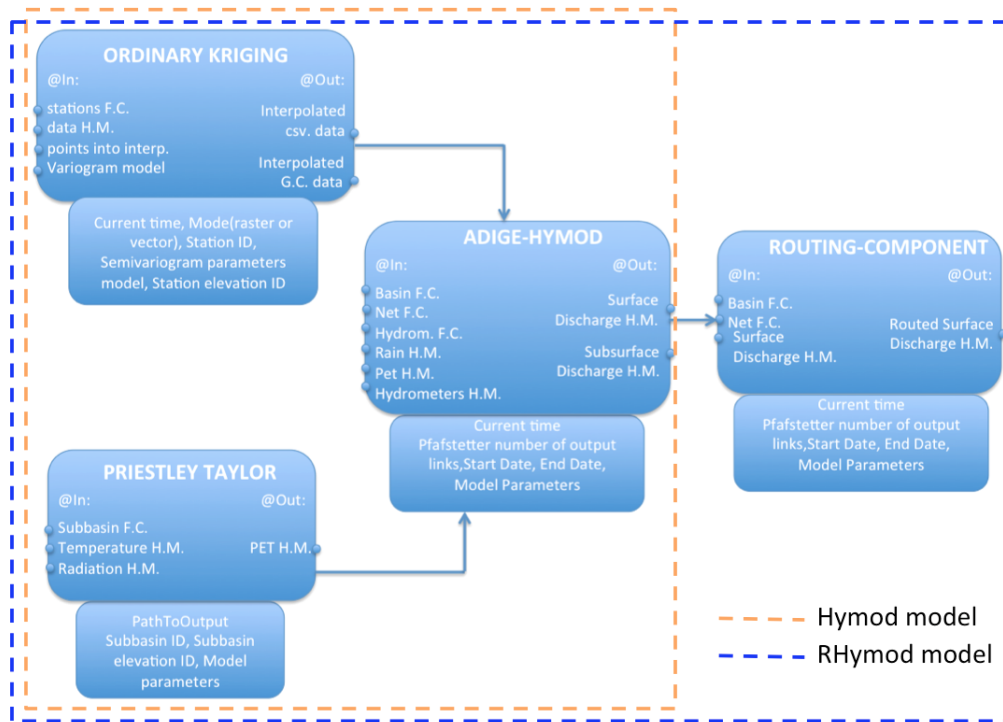 ORDINARY KRIGING
@In:
@Out:
stations F.C.
data H.M.
points into interp.
Variogram model
Interpolated
csv. data
Interpolated
G.C. data
Current time, Mode(raster or
vector), Station ID,
Semivariogram parameters
model, Station elevation ID
ADIGE-HYMOD
@In:
@Out:
Basin F.C.
Net F.C.
Hydrom. F.C.
Rain H.M.
Pet H.M.
Hydrometers H.M.
Surface
Discharge H.M.
Subsurface
Discharge H.M.
Current time
Pfafstetter number of output
links,Start Date, End Date,
Model Parameters
ROUTING-COMPONENT
@In:
@Out:
Basin F.C.
Net F.C.
Surface
Discharge H.M.
Routed Surface
Discharge H.M.
Current time
Pfafstetter number of output
links,Start Date, End Date,
Model Parameters
PRIESTLEY TAYLOR
@In:
@Out:
Subbasin F.C.
Temperature H.M.
Radiation H.M.
PET H.M.
PathToOutput
Subbasin ID, Subbasin
elevation ID, Model
parameters
Hymod model
RHymod model